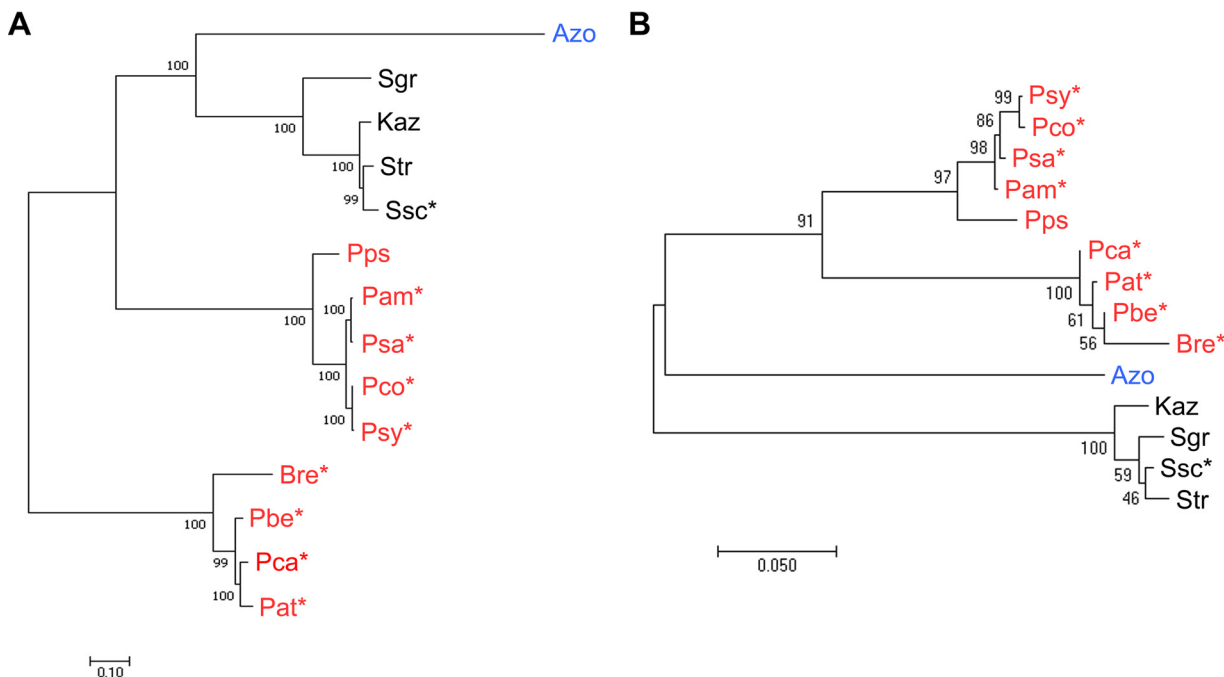 A
Azo
100
Sgr
100
Kaz
100
Str
99
Ssc*
Pps
100
Pam*
100
Psa*
100
Pco*
100
Psy*
Bre*
100
Pbe*
99
Pca*
100
Pat*
0.10
B
99
Psy*
86
Pco*
98
Psa*
97
Pam*
91
Pps
Pca*
100
Pat*
61
Pbe*
56
Bre*
Azo
Kaz
100
Sgr
59
Ssc*
46
Str
0.050